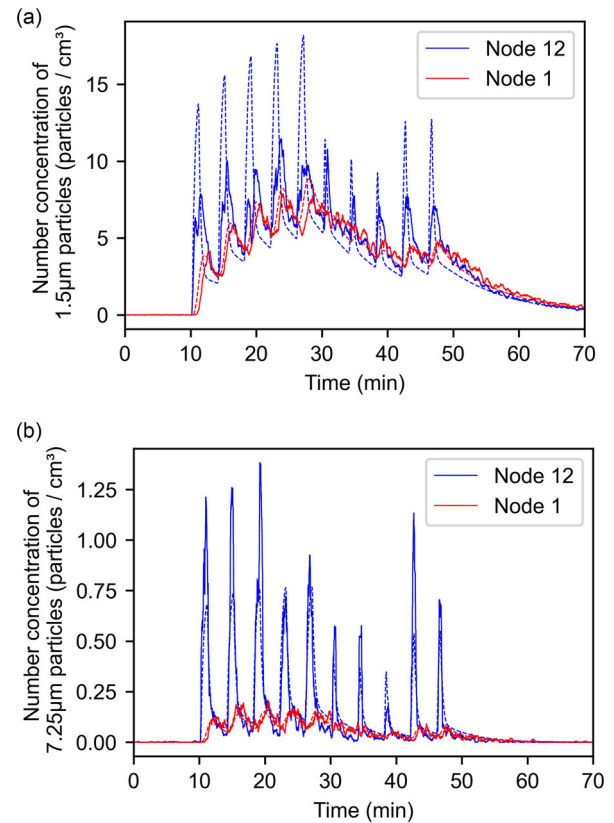 (a)
Number concentration of
1.5μm particles (particles / cm³)
15
10
5
0
Node 12
Node 1
0 10 20 30 40 50 60 70
Time (min)
(b)
Number concentration of
7.25μm particles (particles / cm³)
1.25
1.00
0.75
0.50
0.25
0.00
Node 12
Node 1
0 10 20 30 40 50 60 70
Time (min)